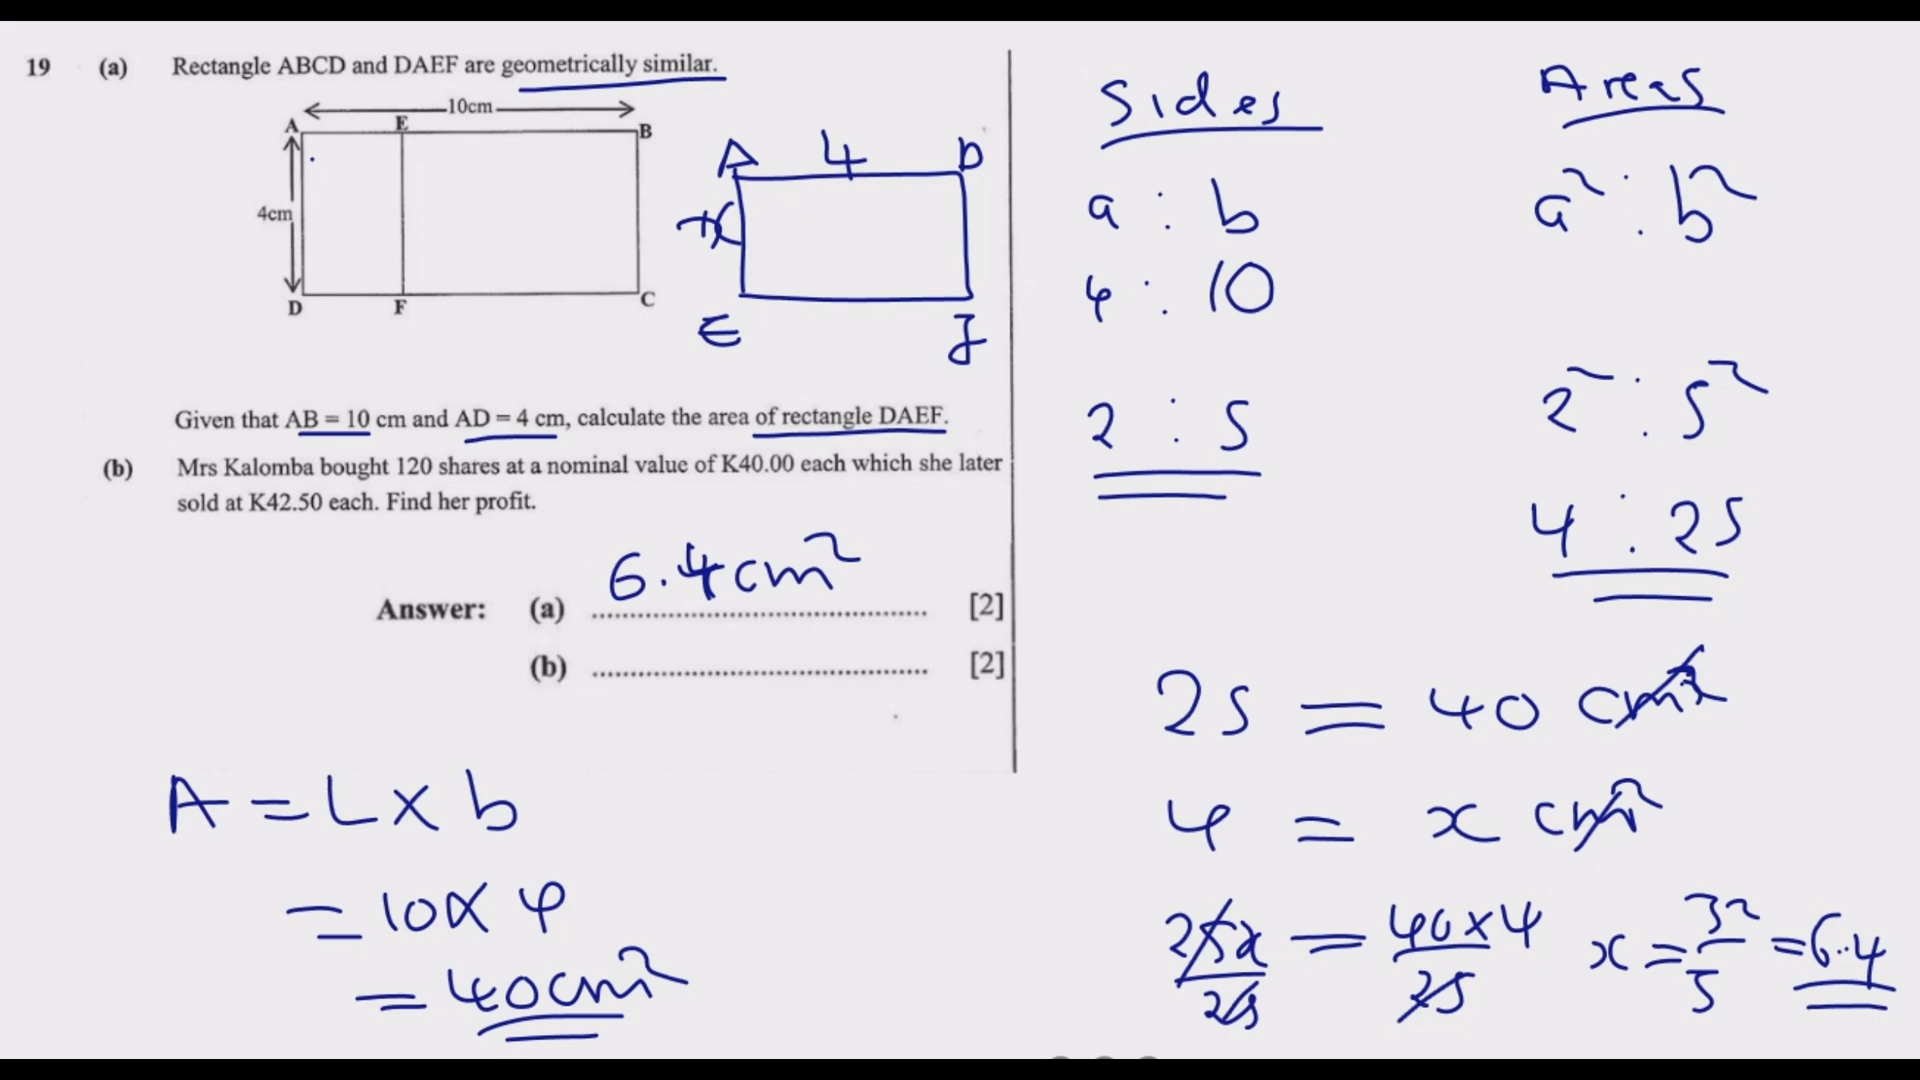 19 (a) Rectangle ABCD and DAEF are geometrically similar.
10cm
A E B
4cm
D F C
A 4 D
x
E F
Given that AB = 10 cm and AD = 4 cm, calculate the area of rectangle DAEF.
(b) Mrs Kalomba bought 120 shares at a nominal value of K40.00 each which she later
sold at K42.50 each. Find her profit.
Answer: (a) 6.4cm² [2]
(b) [2]
A = L x b
= 10 x 4
= 40cm²
Sides
a : b
4 : 10
2 : 5
Areas
a² : b²
2² : 5²
4 : 25
25 = 40 cm²
4 = x cm²
25x/25 = 40 x 4/25 x = 32/5 = 6.4